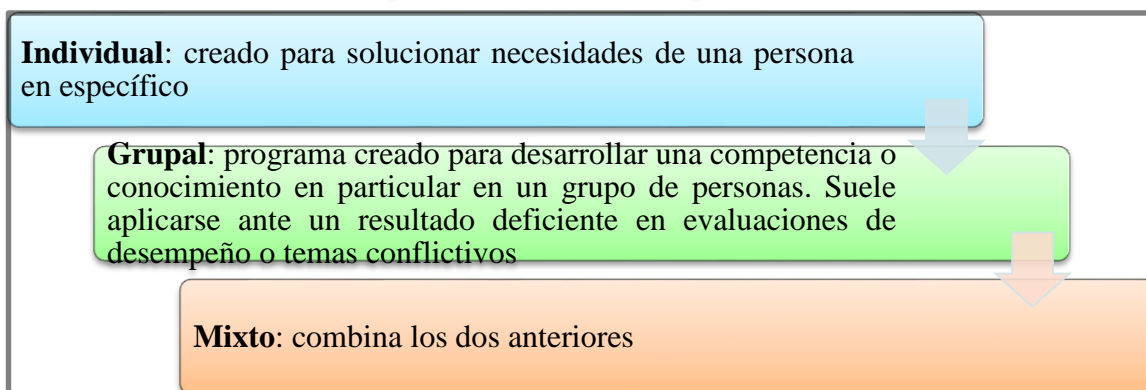 Individual: creado para solucionar necesidades de una persona
en específico
Grupal: programa creado para desarrollar una competencia o
conocimiento en particular en un grupo de personas. Suele
aplicarse ante un resultado deficiente en evaluaciones de
desempeño o temas conflictivos
Mixto: combina los dos anteriores